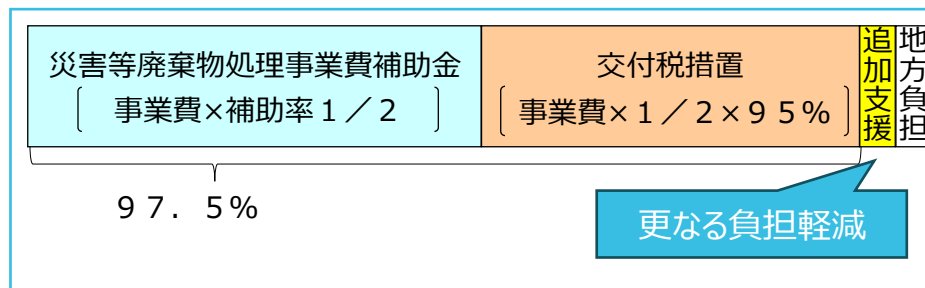 災害等廃棄物処理事業費補助金
事業費×補助率１／２
交付税措置
事業費×１／２×９５%
追加支援
地方負担
９７．５%
更なる負担軽減